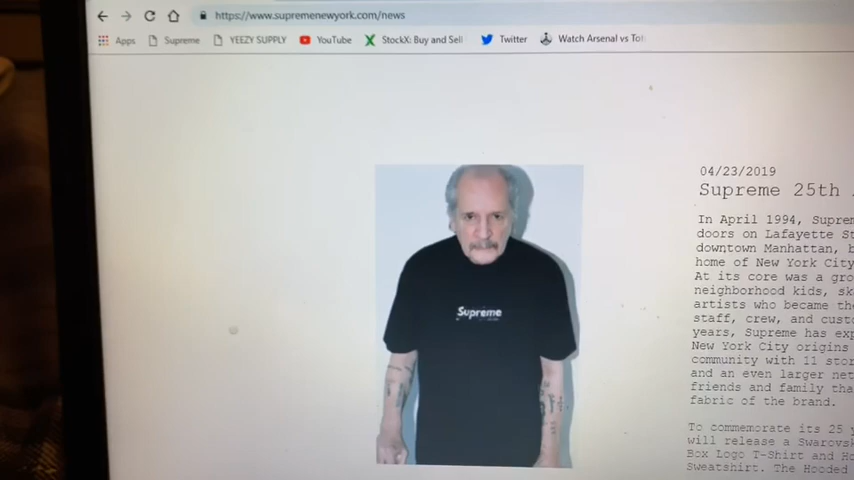 https://www.supremenewyork.com/news
Apps Supreme YEEZY SUPPLY YouTube StockX: Buy and Sell Twitter Watch Arsenal vs Tot
Supreme
04/23/2019
Supreme 25th
In April 1994, Suprem
doors on Lafayette St
downtown Manhattan, b
home of New York City
At its core was a gro
neighborhood kids, sk
artists who became the
staff, crew, and custo
years, Supreme has exp
New York City origins
community with 11 stor
and an even larger net
friends and family tha
fabric of the brand.
To commemorate its 25 y
will release a Swarovsk
Box Logo T-Shirt and Ho
Sweatshirt. The Hooded